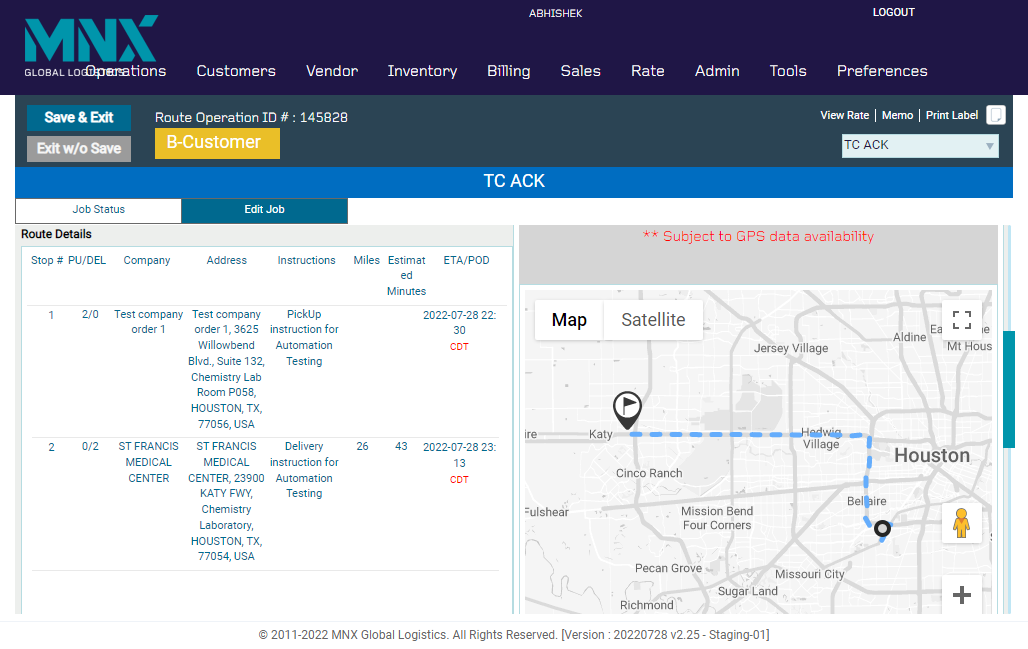 MNX
GLOBAL LOGISTICS
ABHISHEK
LOGOUT
Operations Customers Vendor Inventory Billing Sales Rate Admin Tools Preferences
Save & Exit
Exit w/o Save
Route Operation ID # : 145828
B-Customer
View Rate | Memo | Print Label
TC ACK
TC ACK
Job Status Edit Job
Route Details
Stop # PU/DEL Company Address Instructions Miles Estimat ETA/POD
ed
Minutes
1 2/0 Test company Test company PickUp 2022-07-28 22:
order 1 order 1, 3625 instruction for 30
Willowbend Automation CDT
Blvd., Suite 132, Testing
Chemistry Lab
Room P058,
HOUSTON, TX,
77056, USA
2 0/2 ST FRANCIS ST FRANCIS Delivery 26 43 2022-07-28 23:
MEDICAL MEDICAL instruction for 13
CENTER CENTER, 23900 Automation CDT
KATY FWY, Testing
Chemistry
Laboratory,
HOUSTON, TX,
77054, USA
** Subject to GPS data availability
Map Satellite
Aldine
Jersey Village
Mt Hous
ire
Katy
Hedwig
Village
Houston
Cinco Ranch
Bellaire
Fulshear
Mission Bend
Four Corners
Pecan Grove
Missouri City
Sugar Land
Richmond
© 2011-2022 MNX Global Logistics. All Rights Reserved. [Version : 20220728 v2.25 - Staging-01]